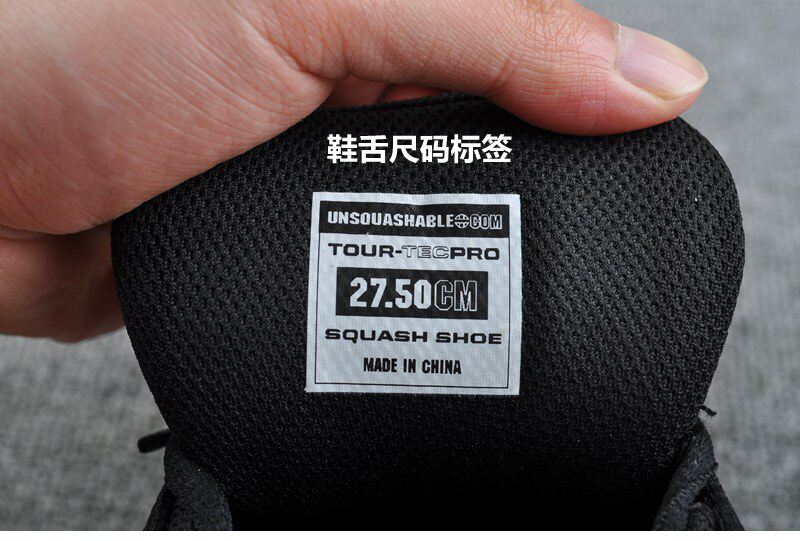 鞋舌尺码标签
UNSQUASHABLE COM
TOUR-TECPRO
27.50CM
SQUASH SHOE
MADE IN CHINA